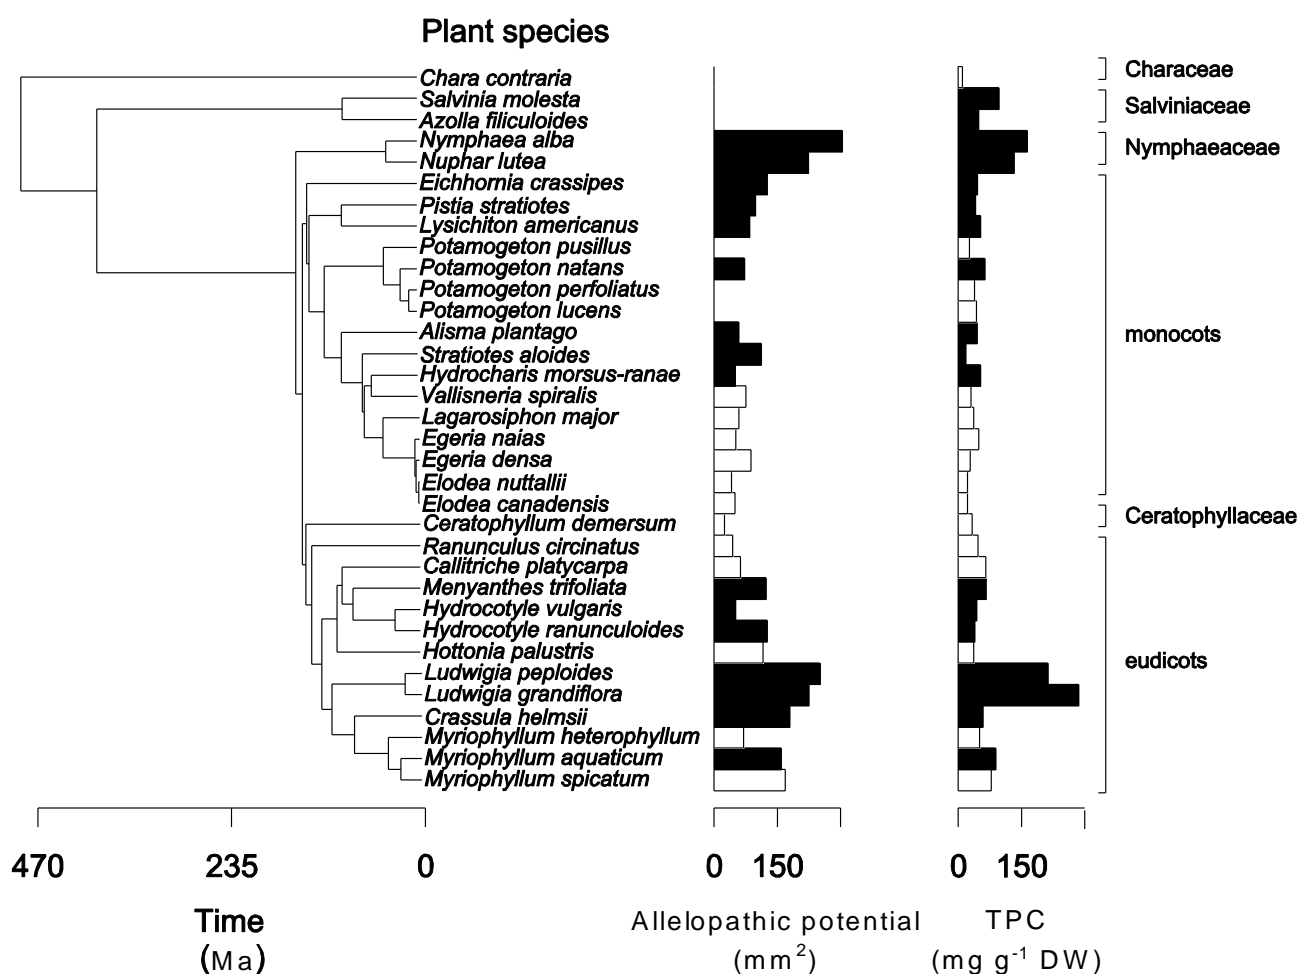 Plant species
Chara contraria
Salvinia molesta
Azolla filiculoides
Nymphaea alba
Nuphar lutea
Eichhornia crassipes
Pistia stratiotes
Lysichiton americanus
Potamogeton pusillus
Potamogeton natans
Potamogeton perfoliatus
Potamogeton lucens
Alisma plantago
Stratiotes aloides
Hydrocharis morsus-ranae
Vallisneria spiralis
Lagarosiphon major
Egeria naias
Egeria densa
Elodea nuttallii
Elodea canadensis
Ceratophyllum demersum
Ranunculus circinatus
Callitriche platycarpa
Menyanthes trifoliata
Hydrocotyle vulgaris
Hydrocotyle ranunculoides
Hottonia palustris
Ludwigia peploides
Ludwigia grandiflora
Crassula helmsii
Myriophyllum heterophyllum
Myriophyllum aquaticum
Myriophyllum spicatum
Characeae
Salviniaceae
Nymphaeaceae
monocots
Ceratophyllaceae
eudicots
470 235 0
Time
(Ma)
0 150
Allelopathic potential
(mm²)
0 150
TPC
(mg g⁻¹ DW)